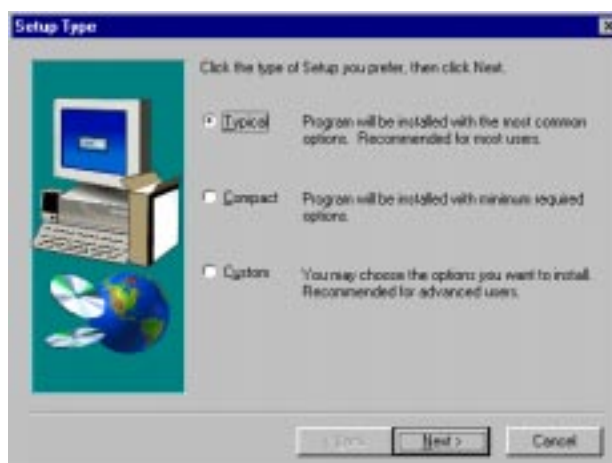 Setup Type
Click the type of Setup you prefer, then click Next.
Typical
Program will be installed with the most common
options. Recommended for most users.
Compact
Program will be installed with minimum required
options.
Custom
You may choose the options you want to install.
Recommended for advanced users.
Next >
Cancel